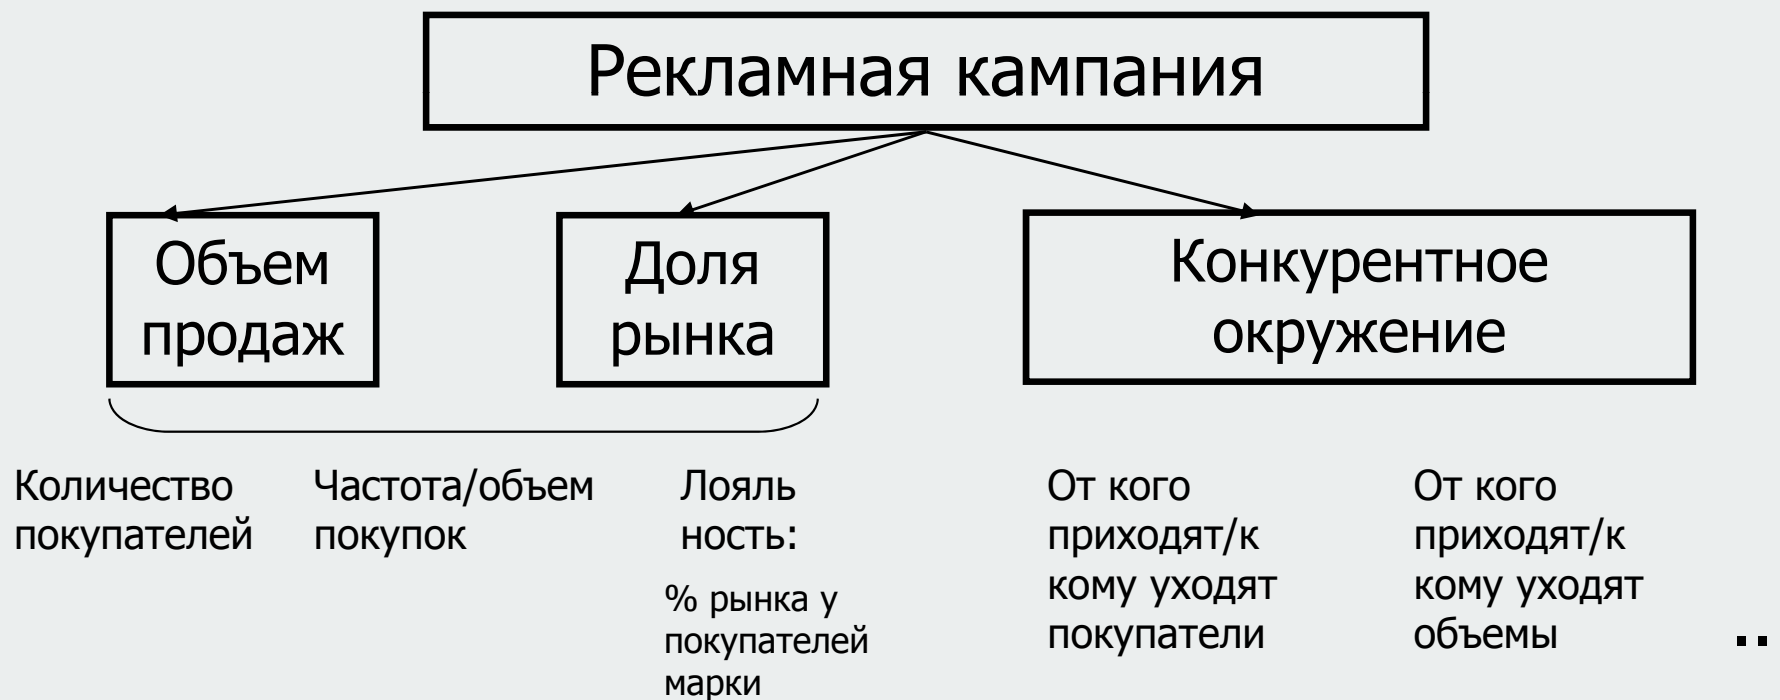 Рекламная кампания
Объем
продаж
Доля
рынка
Конкурентное
окружение
Количество
покупателей
Частота/объем
покупок
Лояль
ность:
% рынка у
покупателей
марки
От кого
приходят/к
кому уходят
покупатели
От кого
приходят/к
кому уходят
объемы
..